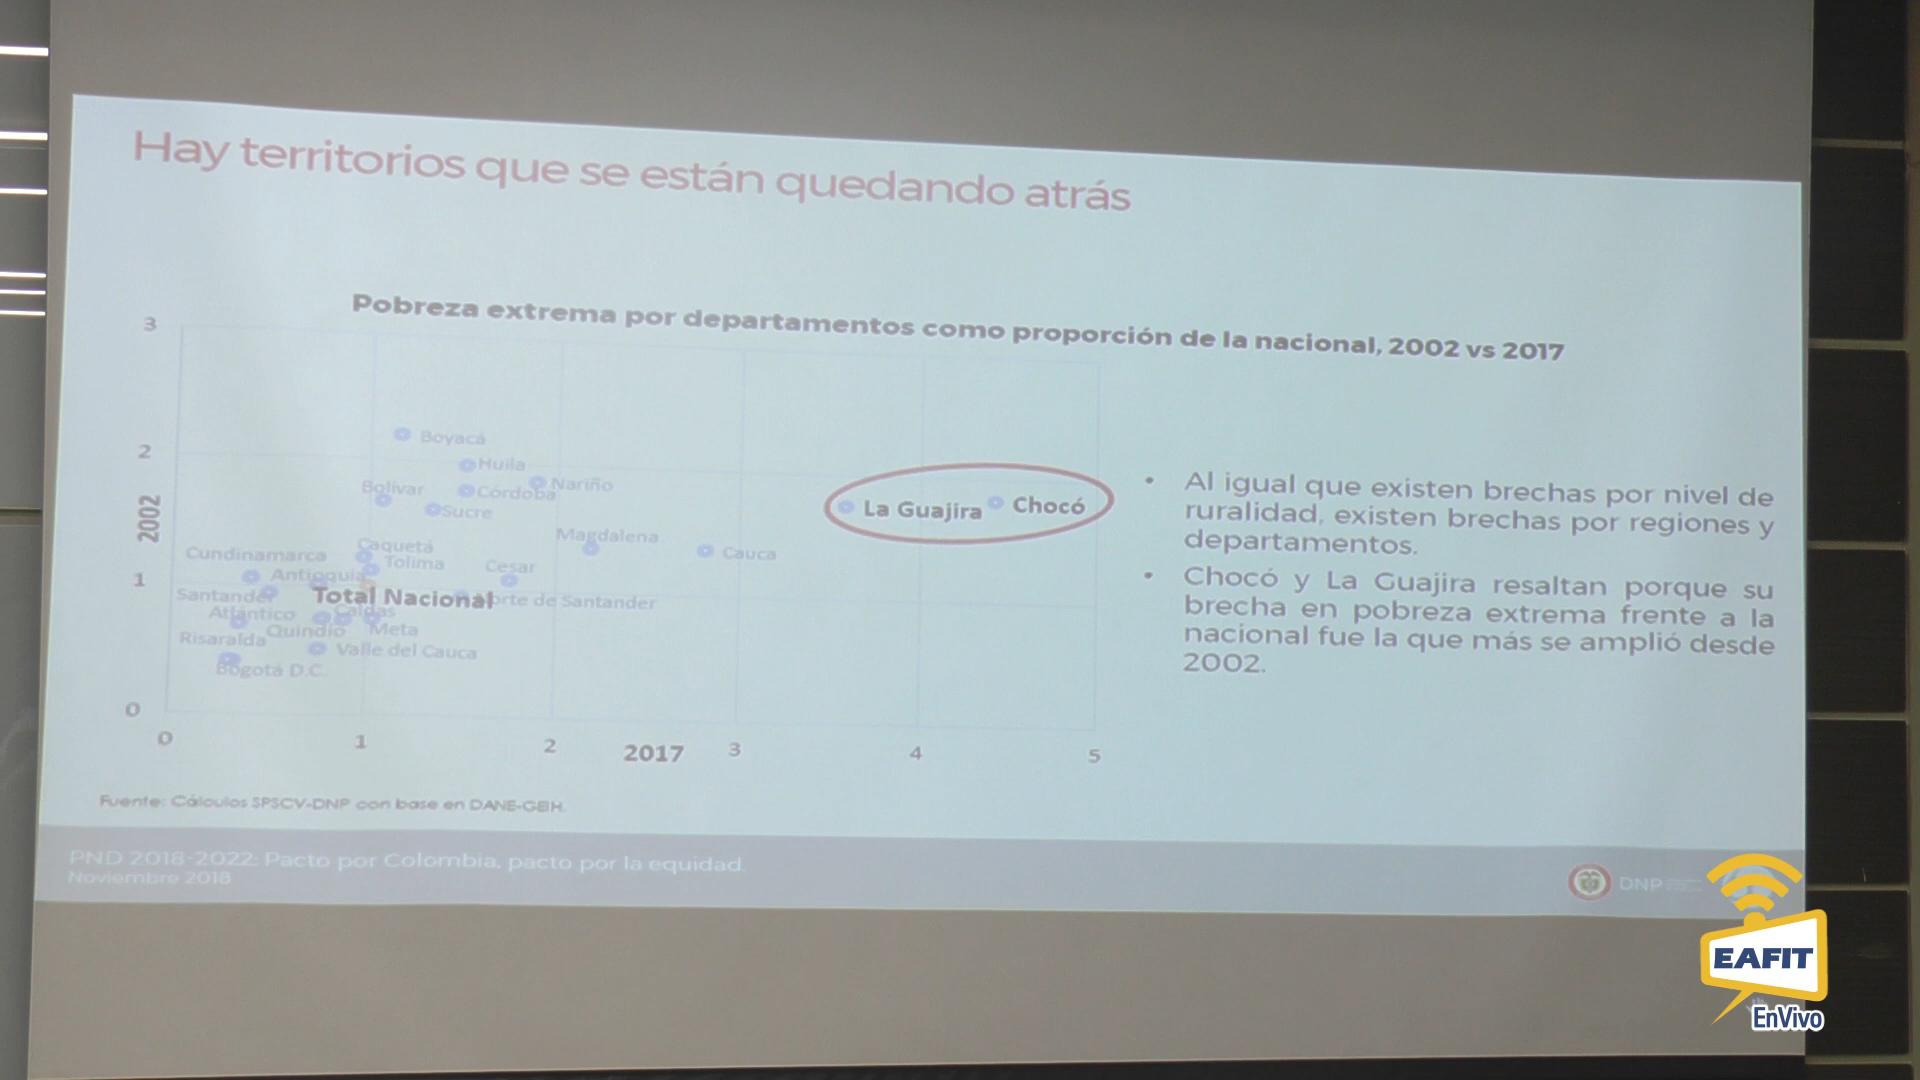 Hay territorios que se están quedando atrás
Pobreza extrema por departamentos como proporción de la nacional, 2002 vs 2017
3
2
1
0
2002
Boyacá
Huila
Nariño
Bolívar
Córdoba
Sucre
La Guajira
Chocó
Magdalena
Cauca
Caquetá
Cundinamarca
Tolima
Cesar
Antioquia
Santander
Total Nacional
orte de Santander
Atlántico
Caldas
Quindío
Meta
Risaralda
Valle del Cauca
Bogotá D.C.
0
1
2
2017
3
4
5
• Al igual que existen brechas por nivel de
ruralidad, existen brechas por regiones y
departamentos.
• Chocó y La Guajira resaltan porque su
brecha en pobreza extrema frente a la
nacional fue la que más se amplió desde
2002.
Fuente: Cálculos SPSCV-DNP con base en DANE-GEIH.
PND 2018-2022: Pacto por Colombia, pacto por la equidad.
Noviembre 2018
DNP
EAFIT
EnVivo